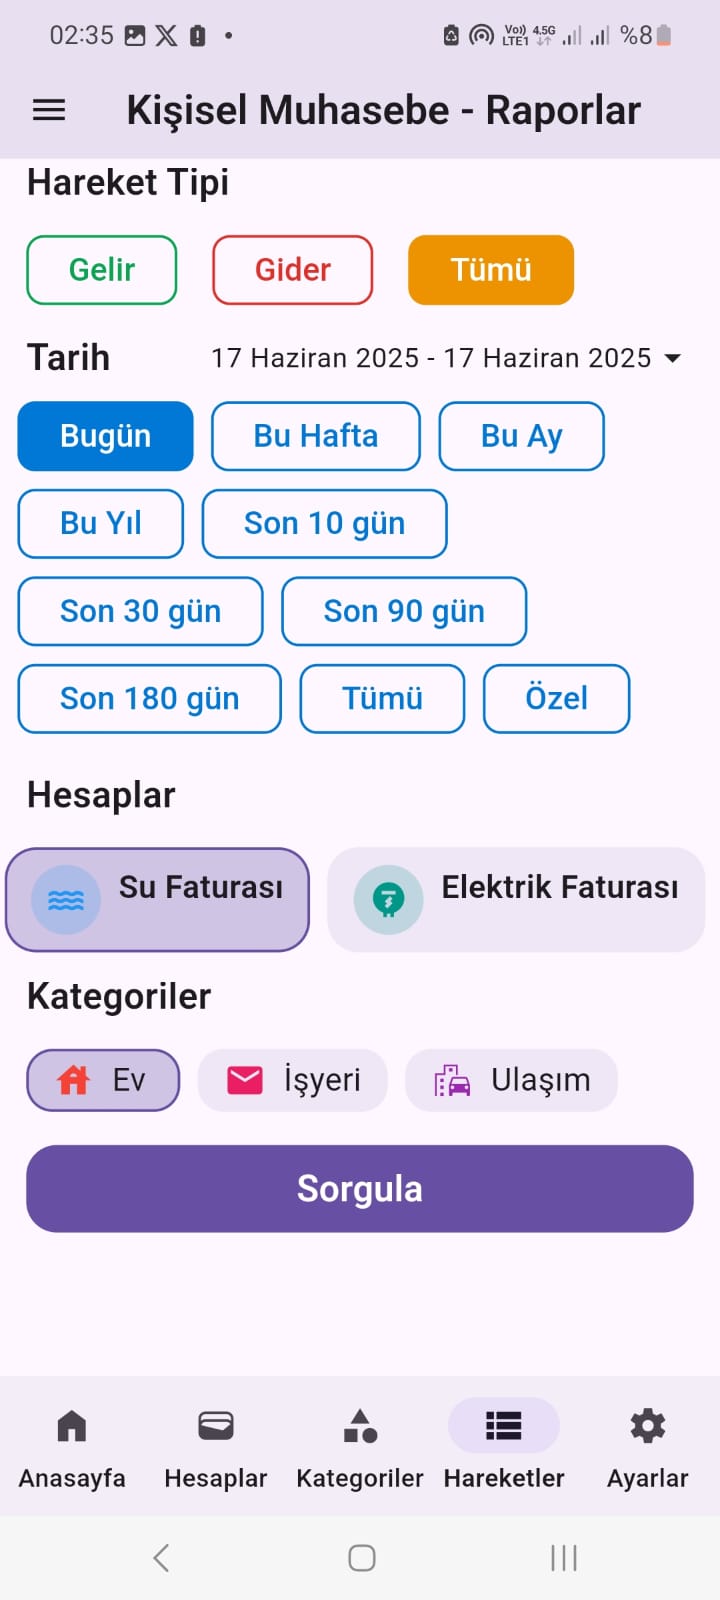 02:35 Vo)) LTE1 4.5G %8
Kişisel Muhasebe - Raporlar
Hareket Tipi
Gelir Gider Tümü
Tarih 17 Haziran 2025 - 17 Haziran 2025
Bugün Bu Hafta Bu Ay
Bu Yıl Son 10 gün
Son 30 gün Son 90 gün
Son 180 gün Tümü Özel
Hesaplar
Su Faturası Elektrik Faturası
Kategoriler
Ev İşyeri Ulaşım
Sorgula
Anasayfa Hesaplar Kategoriler Hareketler Ayarlar